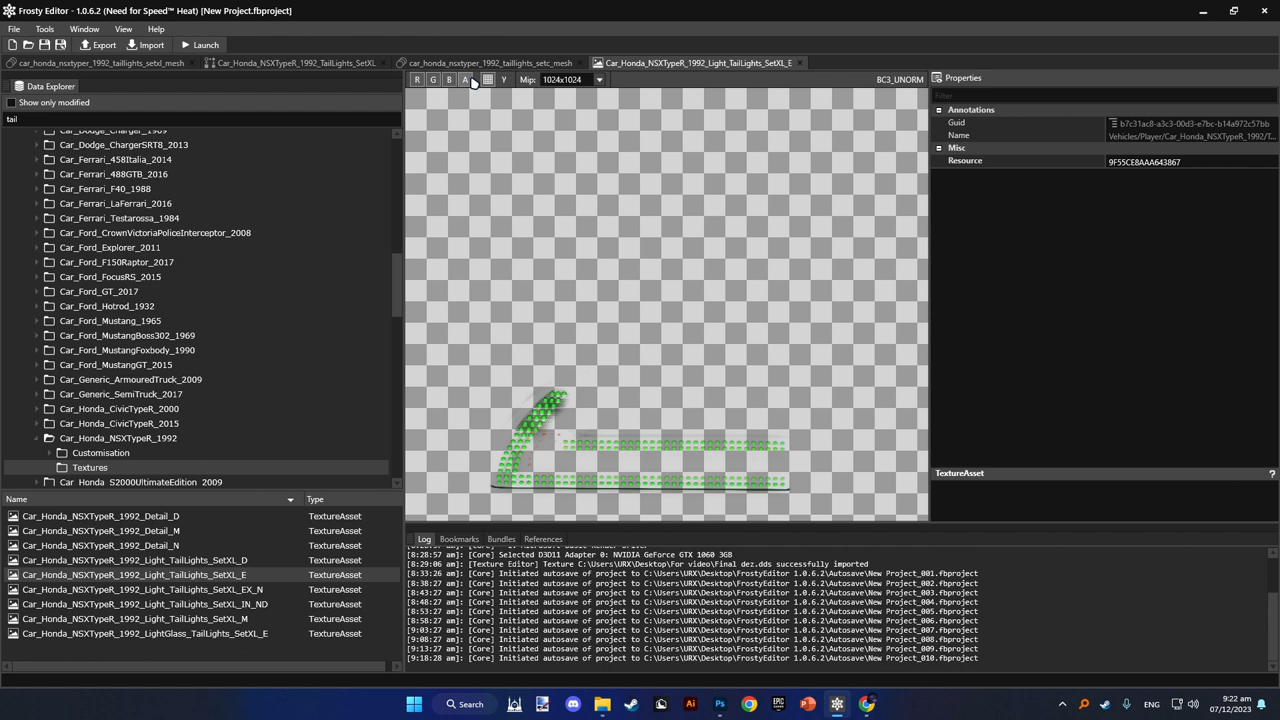 Frosty Editor - 1.0.6.2 (Need for Speed™ Heat) [New Project.fbproject]
File Tools Window View Help
Export Import Launch
car_honda_nsxtyper_1992_taillights_setxl_mesh Car_Honda_NSXTypeR_1992_TailLights_SetXL car_honda_nsxtyper_1992_taillights_setc_mesh Car_Honda_NSXTypeR_1992_Light_TailLights_SetXL_E
Data Explorer
Show only modified
tail
Car_Dodge_Charger_1969
Car_Dodge_ChargerSRT8_2013
Car_Ferrari_458Italia_2014
Car_Ferrari_488GTB_2016
Car_Ferrari_F40_1988
Car_Ferrari_LaFerrari_2016
Car_Ferrari_Testarossa_1984
Car_Ford_CrownVictoriaPoliceInterceptor_2008
Car_Ford_Explorer_2011
Car_Ford_F150Raptor_2017
Car_Ford_FocusRS_2015
Car_Ford_GT_2017
Car_Ford_Hotrod_1932
Car_Ford_Mustang_1965
Car_Ford_MustangBoss302_1969
Car_Ford_MustangFoxbody_1990
Car_Ford_MustangGT_2015
Car_Generic_ArmouredTruck_2009
Car_Generic_SemiTruck_2017
Car_Honda_CivicTypeR_2000
Car_Honda_CivicTypeR_2015
Car_Honda_NSXTypeR_1992
Customisation
Textures
Car_Honda_S2000UltimateEdition_2009
Name Type
Car_Honda_NSXTypeR_1992_Detail_D TextureAsset
Car_Honda_NSXTypeR_1992_Detail_M TextureAsset
Car_Honda_NSXTypeR_1992_Detail_N TextureAsset
Car_Honda_NSXTypeR_1992_Light_TailLights_SetXL_D TextureAsset
Car_Honda_NSXTypeR_1992_Light_TailLights_SetXL_E TextureAsset
Car_Honda_NSXTypeR_1992_Light_TailLights_SetXL_EX_N TextureAsset
Car_Honda_NSXTypeR_1992_Light_TailLights_SetXL_IN_ND TextureAsset
Car_Honda_NSXTypeR_1992_Light_TailLights_SetXL_M TextureAsset
Car_Honda_NSXTypeR_1992_LightGlass_TailLights_SetXL_E TextureAsset
R G B A Y Mip: 1024x1024 BC3_UNORM
Properties
Filter
Annotations
Guid b7c31ac8-a3c3-00d3-e7bc-b14a972c57bb
Name Vehicles/Player/Car_Honda_NSXTypeR_1992/T
Misc
Resource 9F55CE8AAA643867
TextureAsset
Log Bookmarks Bundles References
[8:28:57 am]: [Core] Selected D3D11 Adapter 0: NVIDIA GeForce GTX 1060 3GB
[8:29:06 am]: [Texture Editor] Texture C:\Users\URX\Desktop\For video\Final dez.dds successfully imported
[8:33:26 am]: [Core] Initiated autosave of project to C:\Users\URX\Desktop\FrostyEditor 1.0.6.2\Autosave\New Project_001.fbproject
[8:38:27 am]: [Core] Initiated autosave of project to C:\Users\URX\Desktop\FrostyEditor 1.0.6.2\Autosave\New Project_002.fbproject
[8:43:27 am]: [Core] Initiated autosave of project to C:\Users\URX\Desktop\FrostyEditor 1.0.6.2\Autosave\New Project_003.fbproject
[8:48:27 am]: [Core] Initiated autosave of project to C:\Users\URX\Desktop\FrostyEditor 1.0.6.2\Autosave\New Project_004.fbproject
[8:53:27 am]: [Core] Initiated autosave of project to C:\Users\URX\Desktop\FrostyEditor 1.0.6.2\Autosave\New Project_005.fbproject
[8:58:27 am]: [Core] Initiated autosave of project to C:\Users\URX\Desktop\FrostyEditor 1.0.6.2\Autosave\New Project_006.fbproject
[9:03:27 am]: [Core] Initiated autosave of project to C:\Users\URX\Desktop\FrostyEditor 1.0.6.2\Autosave\New Project_007.fbproject
[9:08:27 am]: [Core] Initiated autosave of project to C:\Users\URX\Desktop\FrostyEditor 1.0.6.2\Autosave\New Project_008.fbproject
[9:13:27 am]: [Core] Initiated autosave of project to C:\Users\URX\Desktop\FrostyEditor 1.0.6.2\Autosave\New Project_009.fbproject
[9:18:28 am]: [Core] Initiated autosave of project to C:\Users\URX\Desktop\FrostyEditor 1.0.6.2\Autosave\New Project_010.fbproject
Search
ENG
9:22 am
07/12/2023